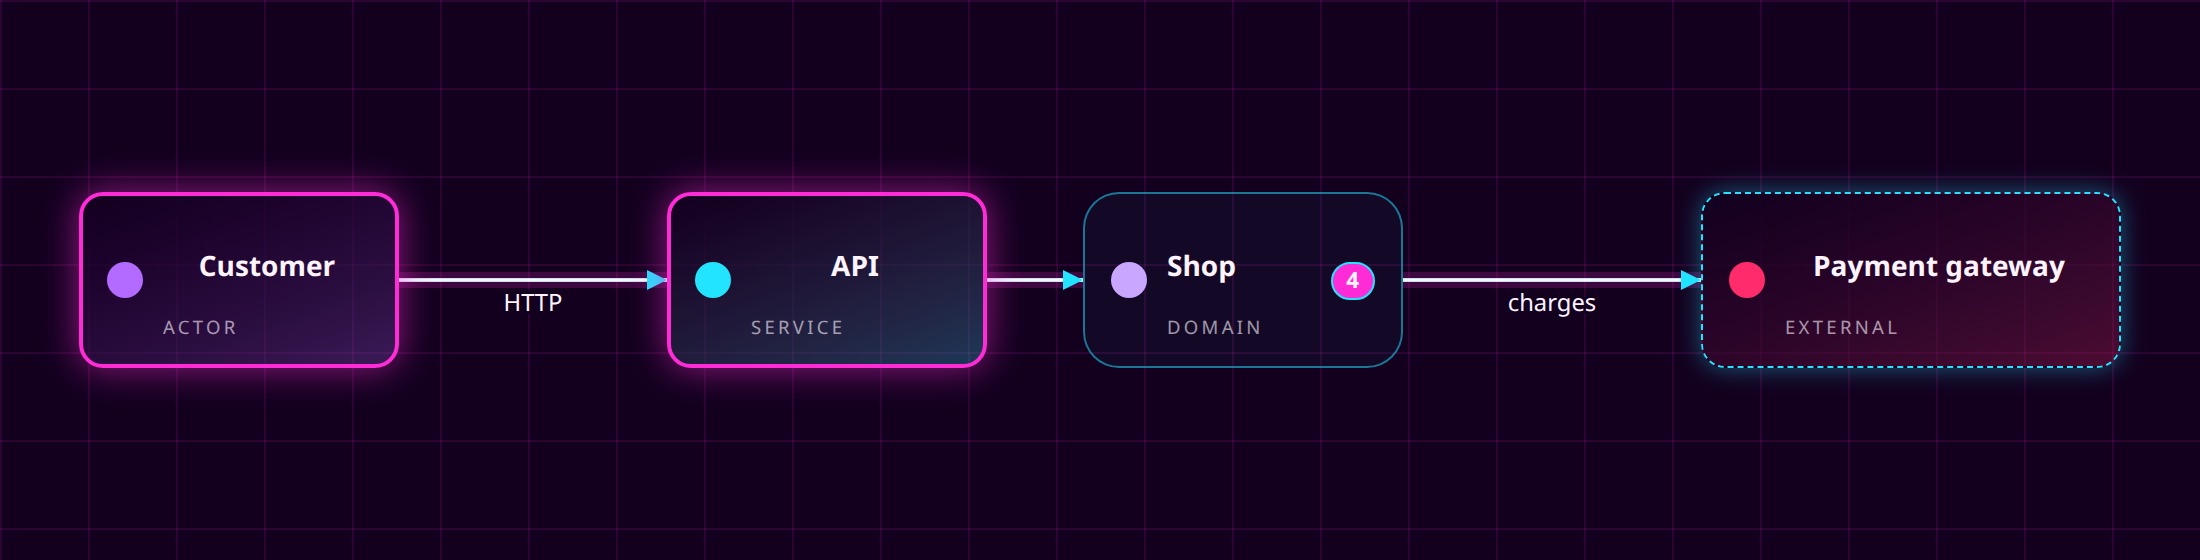 Customer
ACTOR
HTTP
API
SERVICE
Shop
4
DOMAIN
charges
Payment gateway
EXTERNAL